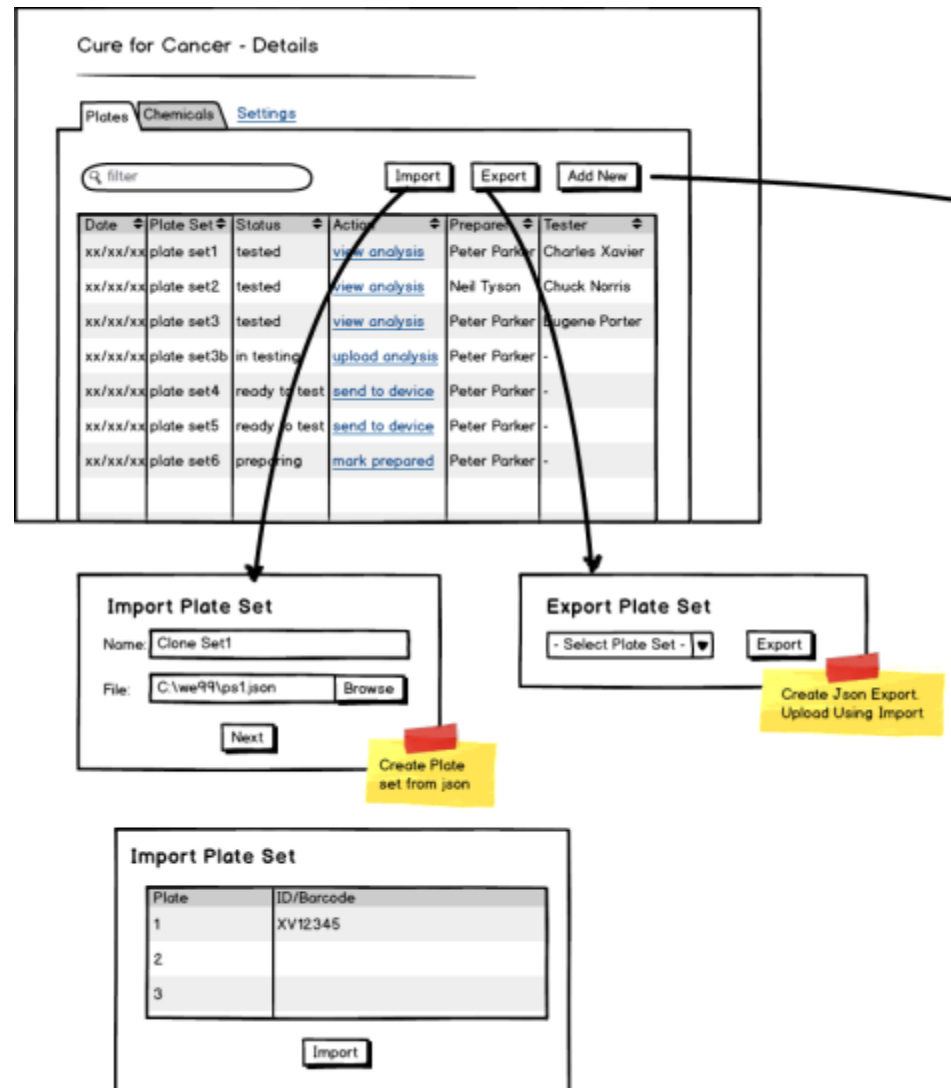 Cure for Cancer - Details
Plates Chemicals Settings
filter Import Export Add New
Date Plate Set Status Action Preparer Tester
xx/xx/xx plate set1 tested view analysis Peter Parker Charles Xavier
xx/xx/xx plate set2 tested view analysis Neil Tyson Chuck Norris
xx/xx/xx plate set3 tested view analysis Peter Parker Eugene Porter
xx/xx/xx plate set3b in testing upload analysis Peter Parker -
xx/xx/xx plate set4 ready to test send to device Peter Parker -
xx/xx/xx plate set5 ready to test send to device Peter Parker -
xx/xx/xx plate set6 preparing mark prepared Peter Parker -
Import Plate Set
Name: Clone Set1
File: C:\we99\ps1.json Browse
Next
Create Plate
set from json
Export Plate Set
- Select Plate Set - Export
Create Json Export.
Upload Using Import
Import Plate Set
Plate ID/Barcode
1 XV12345
2
3
Import